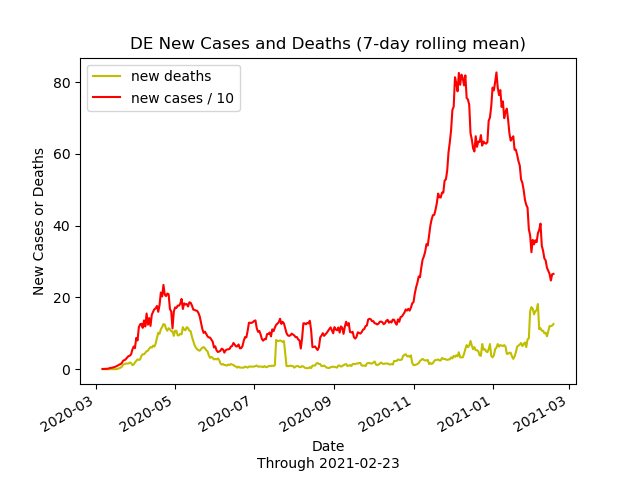 DE New Cases and Deaths (7-day rolling mean)
new deaths
new cases / 10
80
60
40
20
0
New Cases or Deaths
2020-03
2020-05
2020-07
2020-09
2020-11
2021-01
2021-03
Date
Through 2021-02-23